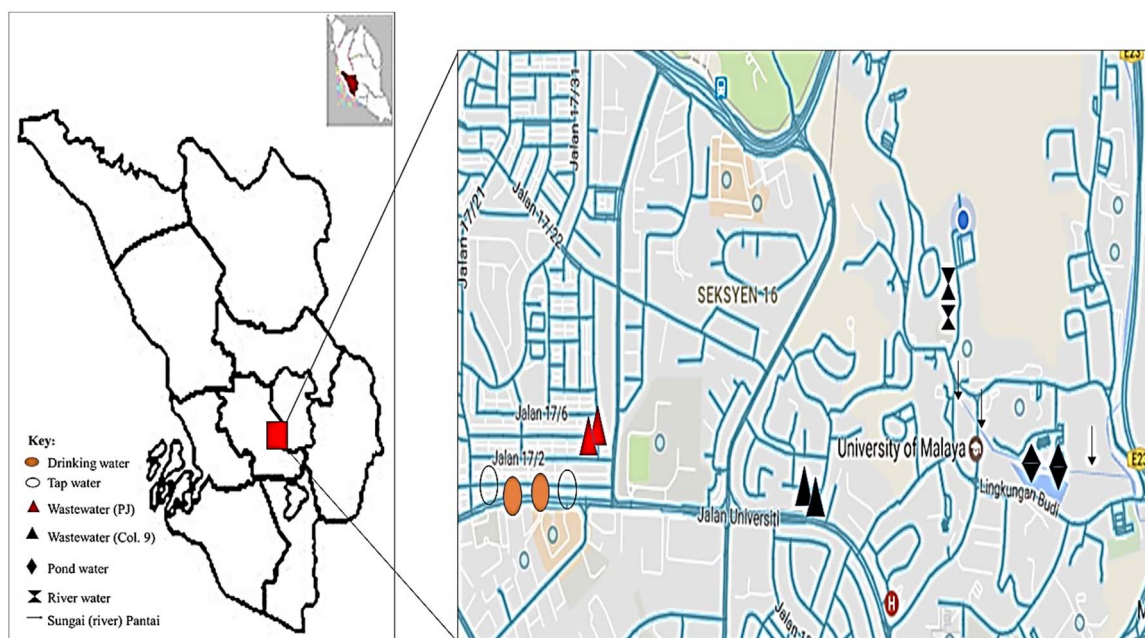 Key:
Drinking water
Tap water
Wastewater (PJ)
Wastewater (Col. 9)
Pond water
River water
Sungai (river) Pantai
E23
Jalan 17/31
Jalan 17/21
Jalan 17/22
SEKSYEN 16
Jalan 17/6
University of Malaya
Jalan 17/2
E23
Lingkungan Budi
Jalan Universiti
H
M